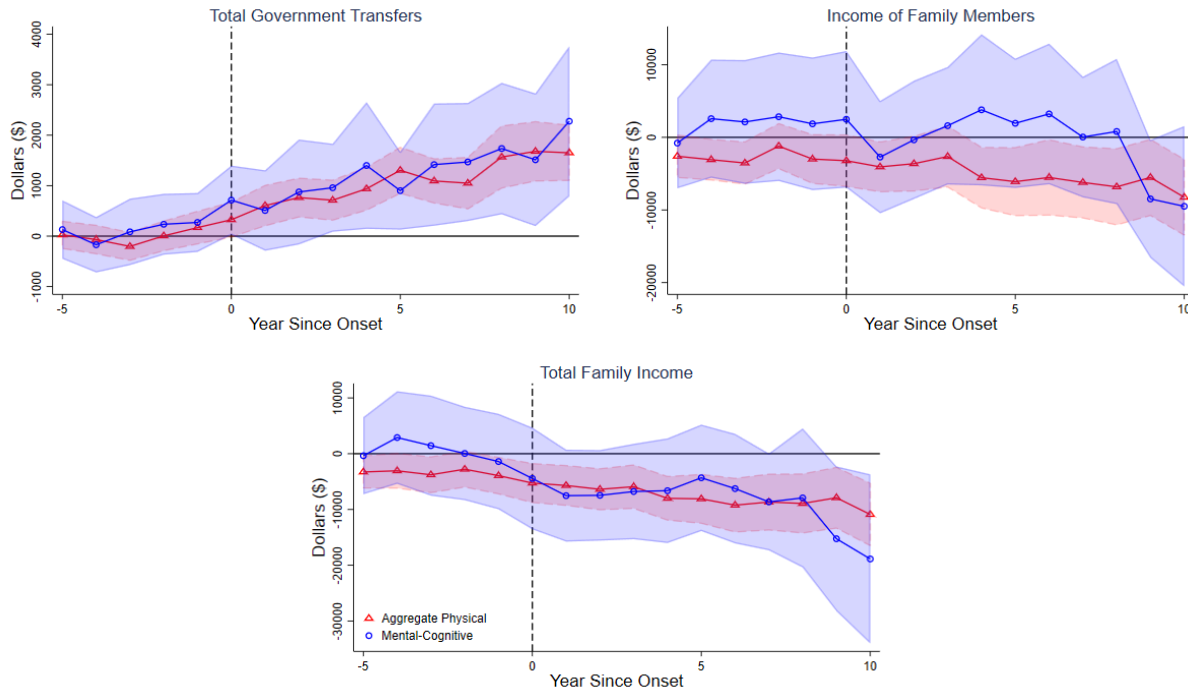 Total Government Transfers
Dollars ($)
4000
3000
2000
1000
0
-1000
-5
0
5
10
Year Since Onset
Income of Family Members
Dollars ($)
10000
0
-10000
-20000
-5
0
5
10
Year Since Onset
Total Family Income
Dollars ($)
10000
0
-10000
-20000
-30000
Aggregate Physical
Mental-Cognitive
-5
0
5
10
Year Since Onset